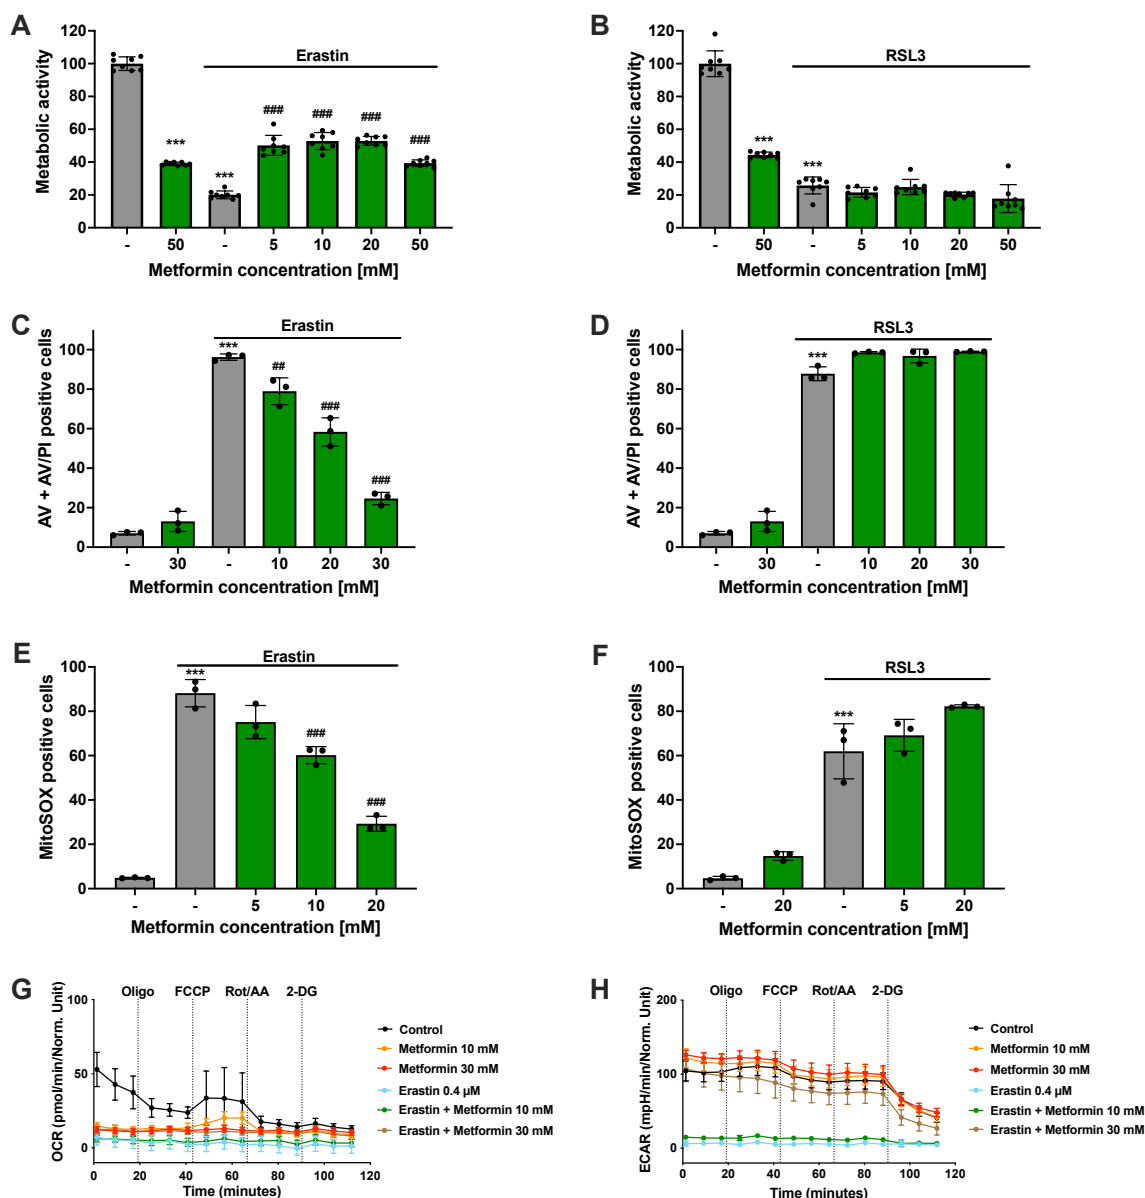 A
Erastin
Metabolic activity
120
100
80
60
40
20
0
***
***
###
###
###
###
- 50 - 5 10 20 50
Metformin concentration [mM]
B
RSL3
Metabolic activity
120
100
80
60
40
20
0
***
***
- 50 - 5 10 20 50
Metformin concentration [mM]
C
Erastin
AV + AV/PI positive cells
100
80
60
40
20
0
***
##
###
###
- 30 - 10 20 30
Metformin concentration [mM]
D
RSL3
AV + AV/PI positive cells
100
80
60
40
20
0
***
- 30 - 10 20 30
Metformin concentration [mM]
E
Erastin
MitoSOX positive cells
100
80
60
40
20
0
***
###
###
- - 5 10 20
Metformin concentration [mM]
F
RSL3
MitoSOX positive cells
100
80
60
40
20
0
***
- 20 - 5 20
Metformin concentration [mM]
G
Oligo FCCP Rot/AA 2-DG
OCR (pmol/min/Norm. Unit)
100
50
0
0 20 40 60 80 100 120
Time (minutes)
Control
Metformin 10 mM
Metformin 30 mM
Erastin 0.4 µM
Erastin + Metformin 10 mM
Erastin + Metformin 30 mM
H
Oligo FCCP Rot/AA 2-DG
ECAR (mpH/min/Norm. Unit)
200
100
0
0 20 40 60 80 100 120
Time (minutes)
Control
Metformin 10 mM
Metformin 30 mM
Erastin 0.4 µM
Erastin + Metformin 10 mM
Erastin + Metformin 30 mM